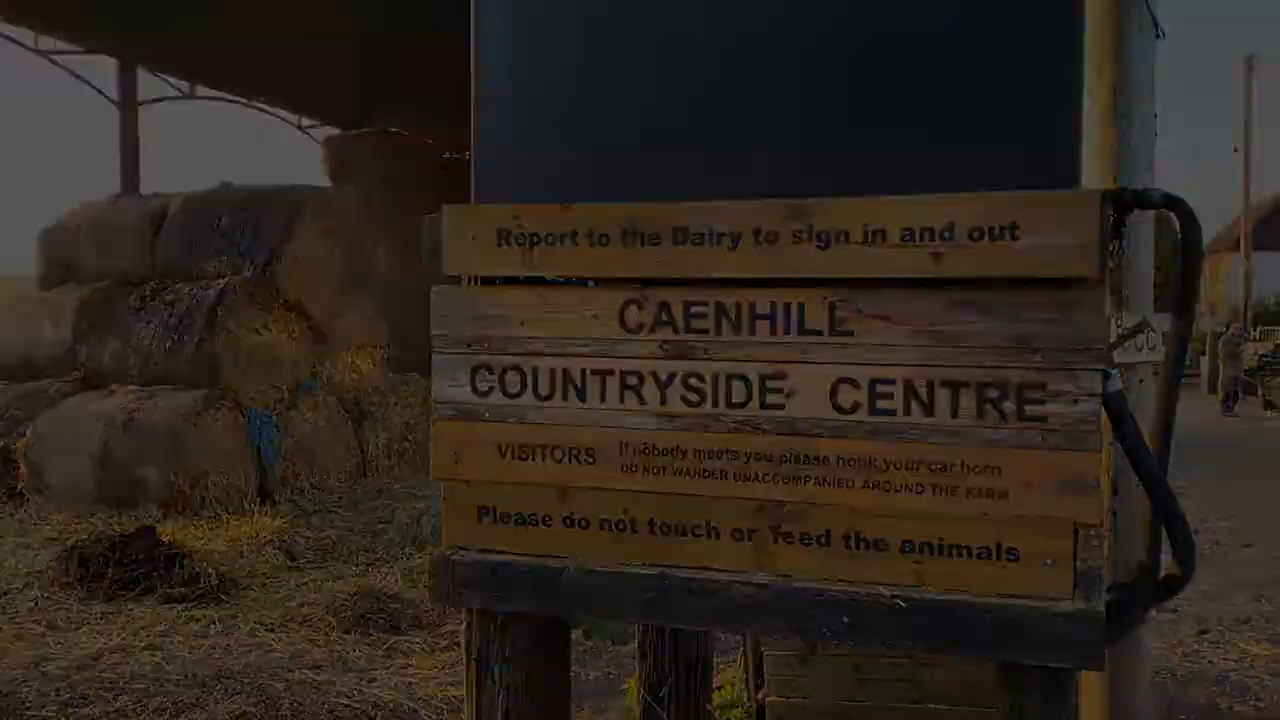 Report to the Dairy to sign in and out
CAENHILL
COUNTRYSIDE CENTRE
VISITORS If nobody meets you please honk your car horn
DO NOT WANDER UNACCOMPANIED AROUND THE FARM
Please do not touch or feed the animals